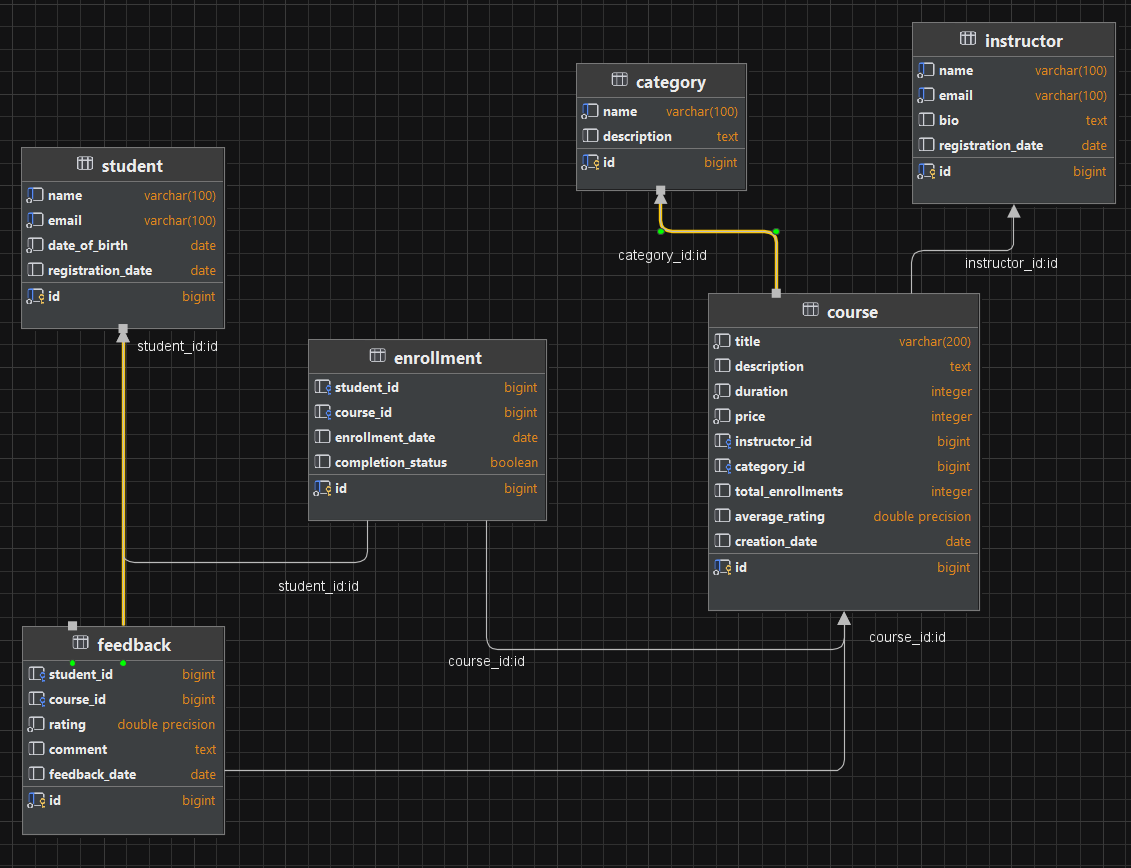 instructor
name varchar(100)
email varchar(100)
bio text
registration_date date
id bigint
category
name varchar(100)
description text
id bigint
student
name varchar(100)
email varchar(100)
date_of_birth date
registration_date date
id bigint
category_id:id
instructor_id:id
course
title varchar(200)
description text
duration integer
price integer
instructor_id bigint
category_id bigint
total_enrollments integer
average_rating double precision
creation_date date
id bigint
student_id:id
enrollment
student_id bigint
course_id bigint
enrollment_date date
completion_status boolean
id bigint
student_id:id
course_id:id
course_id:id
feedback
student_id bigint
course_id bigint
rating double precision
comment text
feedback_date date
id bigint